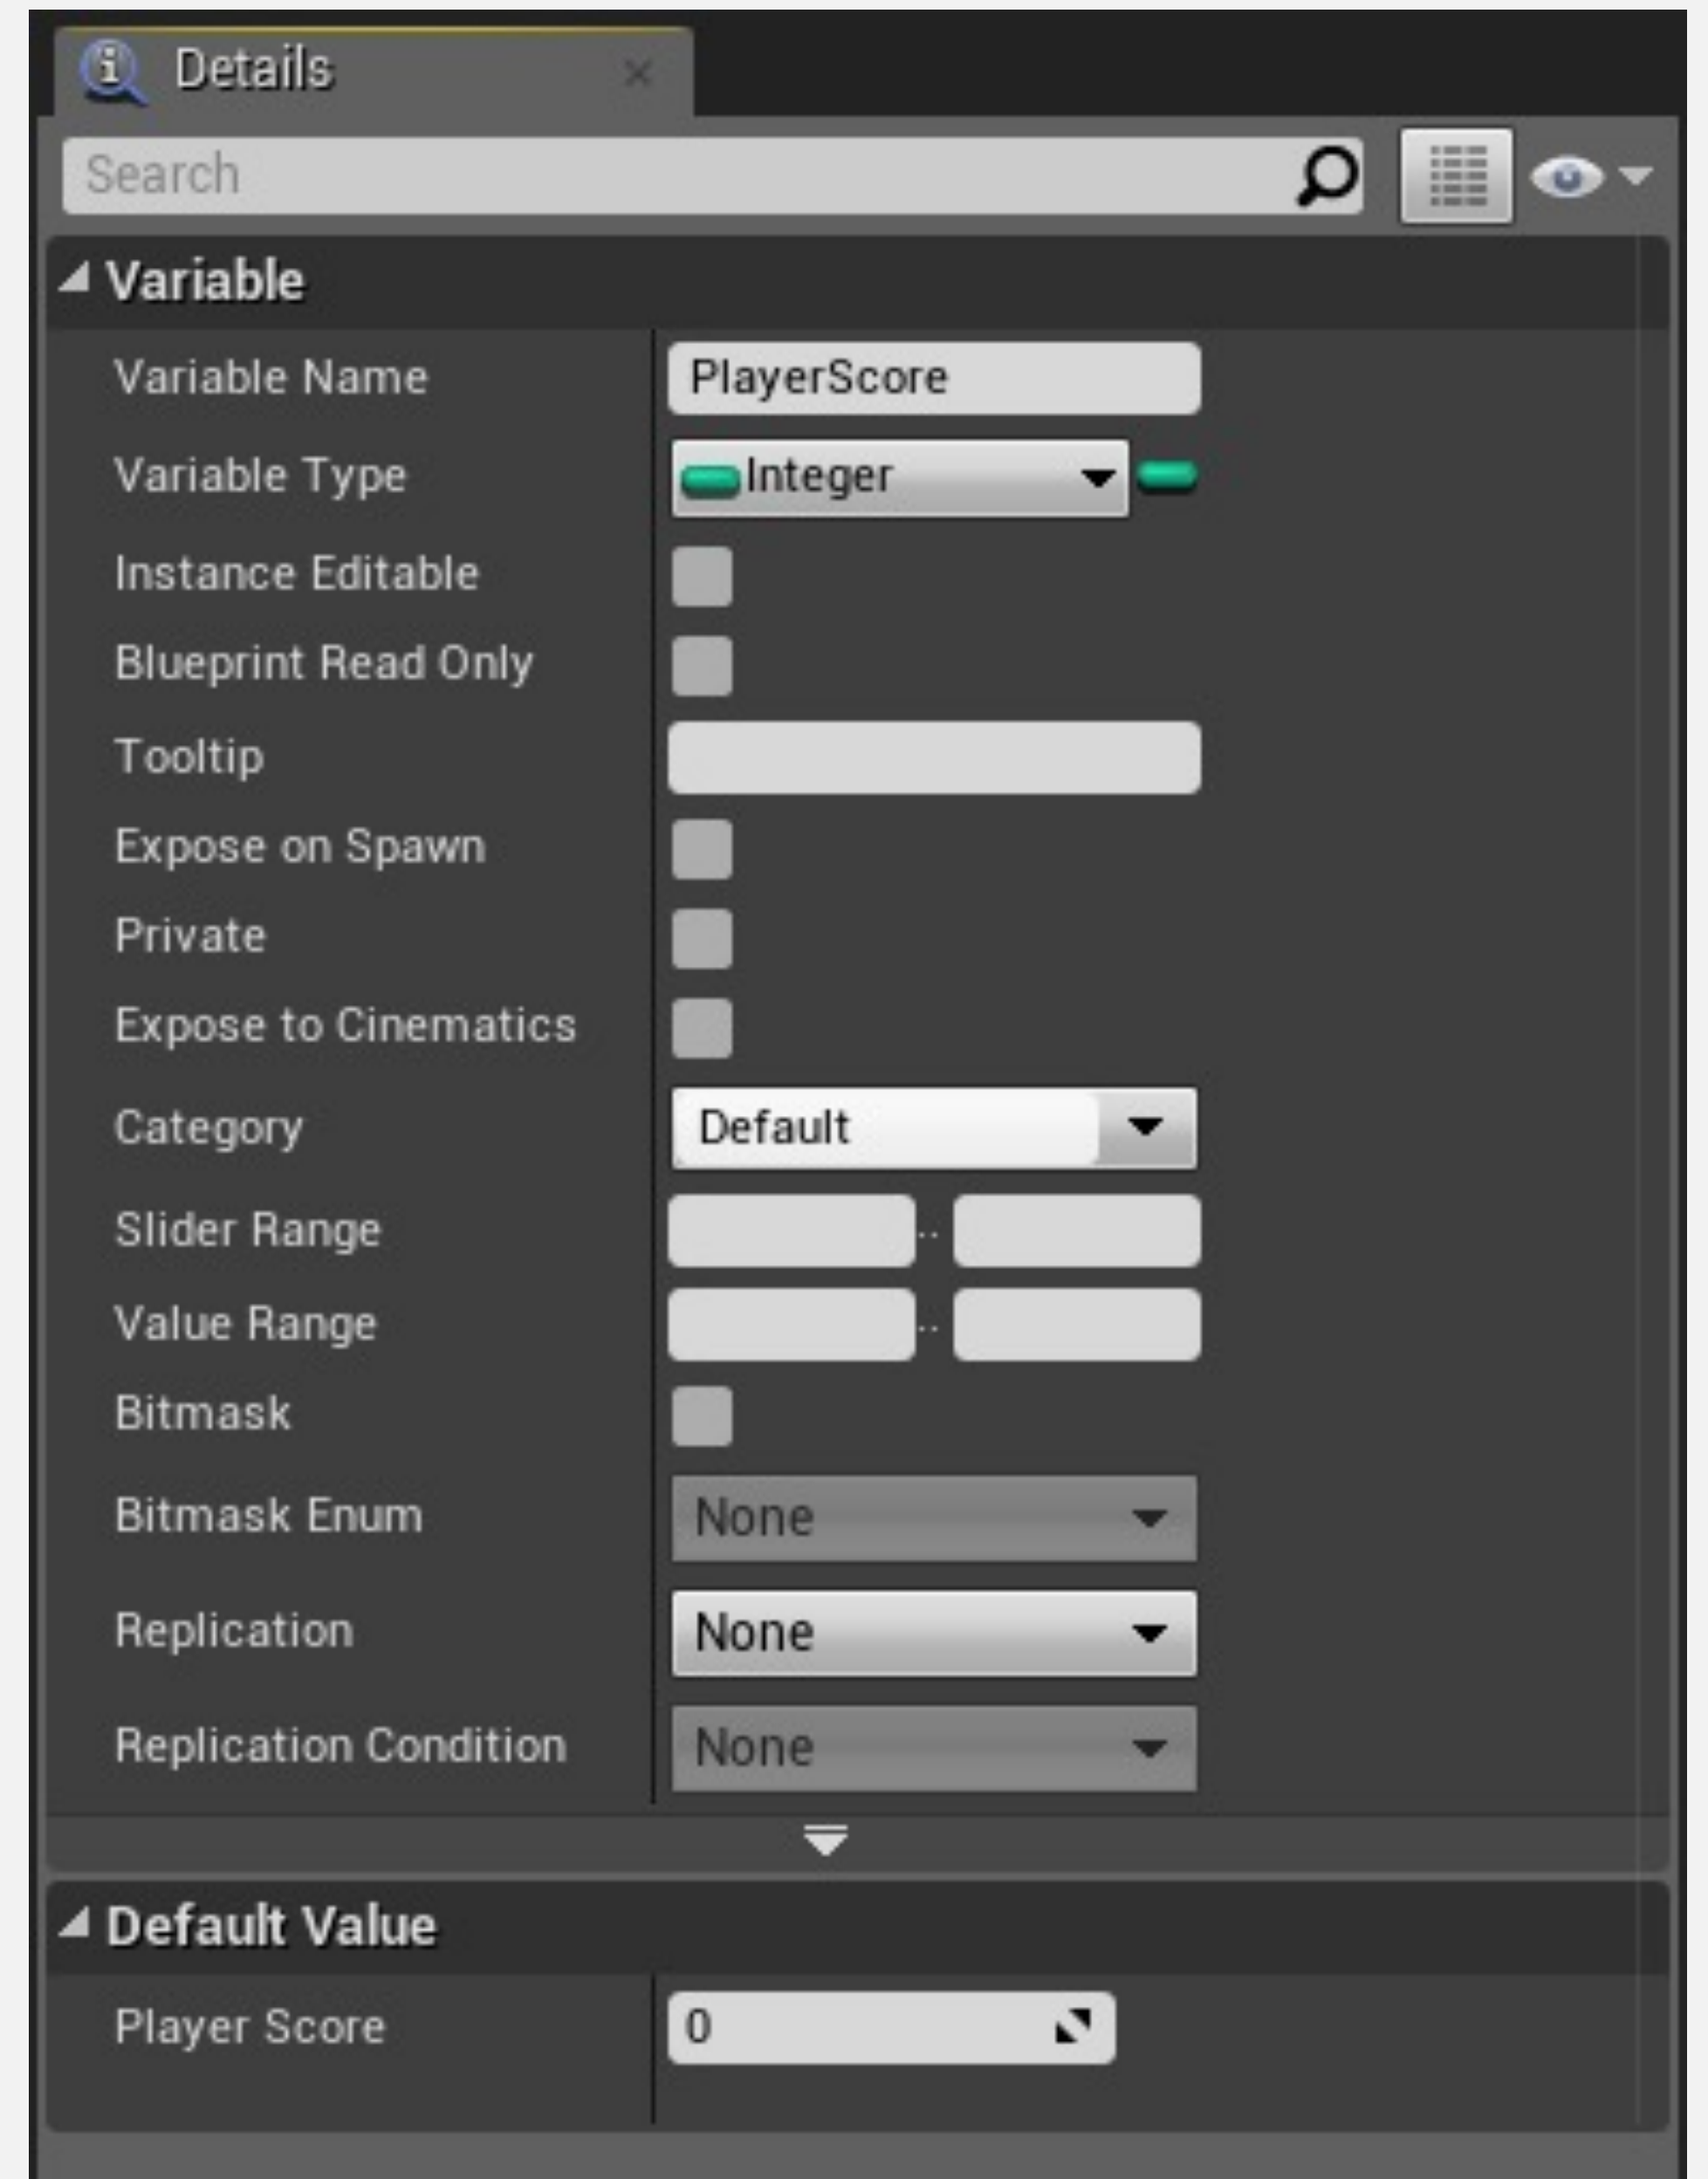 Details
Search
Variable
Variable Name PlayerScore
Variable Type Integer
Instance Editable
Blueprint Read Only
Tooltip
Expose on Spawn
Private
Expose to Cinematics
Category Default
Slider Range ..
Value Range ..
Bitmask
Bitmask Enum None
Replication None
Replication Condition None
Default Value
Player Score 0